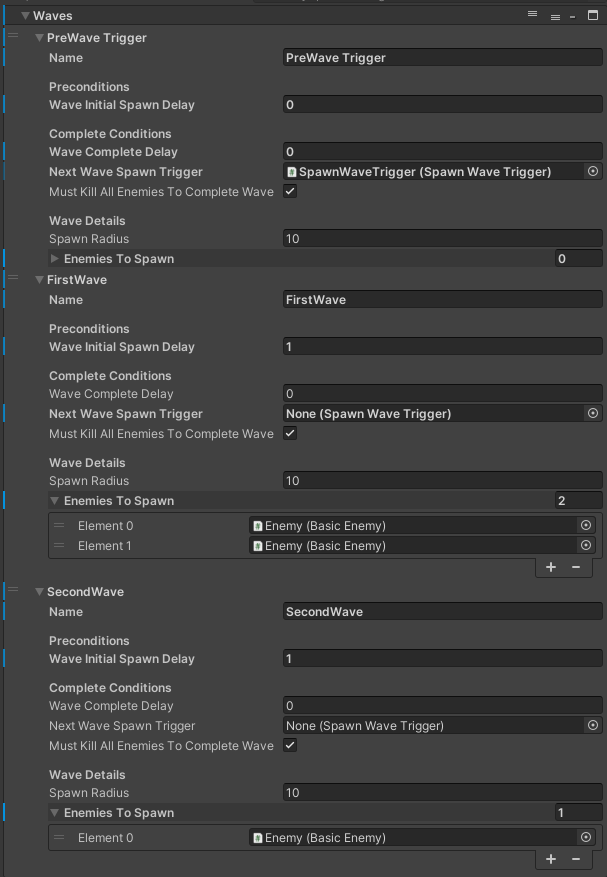 Waves
PreWave Trigger
Name PreWave Trigger
Preconditions
Wave Initial Spawn Delay 0
Complete Conditions
Wave Complete Delay 0
Next Wave Spawn Trigger SpawnWaveTrigger (Spawn Wave Trigger)
Must Kill All Enemies To Complete Wave
Wave Details
Spawn Radius 10
Enemies To Spawn 0
FirstWave
Name FirstWave
Preconditions
Wave Initial Spawn Delay 1
Complete Conditions
Wave Complete Delay 0
Next Wave Spawn Trigger None (Spawn Wave Trigger)
Must Kill All Enemies To Complete Wave
Wave Details
Spawn Radius 10
Enemies To Spawn 2
Element 0 Enemy (Basic Enemy)
Element 1 Enemy (Basic Enemy)
+ −
SecondWave
Name SecondWave
Preconditions
Wave Initial Spawn Delay 1
Complete Conditions
Wave Complete Delay 0
Next Wave Spawn Trigger None (Spawn Wave Trigger)
Must Kill All Enemies To Complete Wave
Wave Details
Spawn Radius 10
Enemies To Spawn 1
Element 0 Enemy (Basic Enemy)
+ −